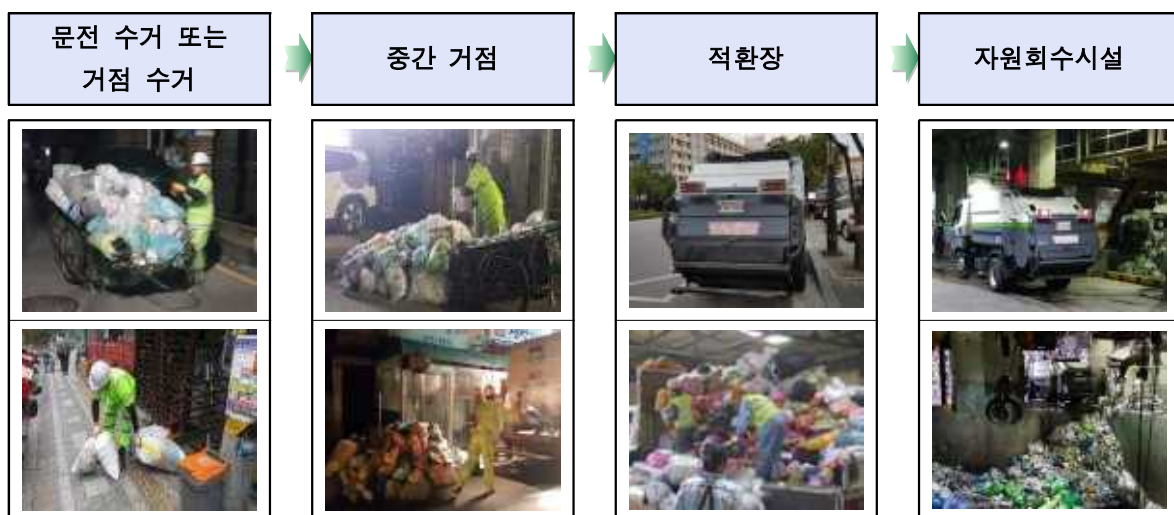 문전 수거 또는
거점 수거
중간 거점
적환장
자원회수시설